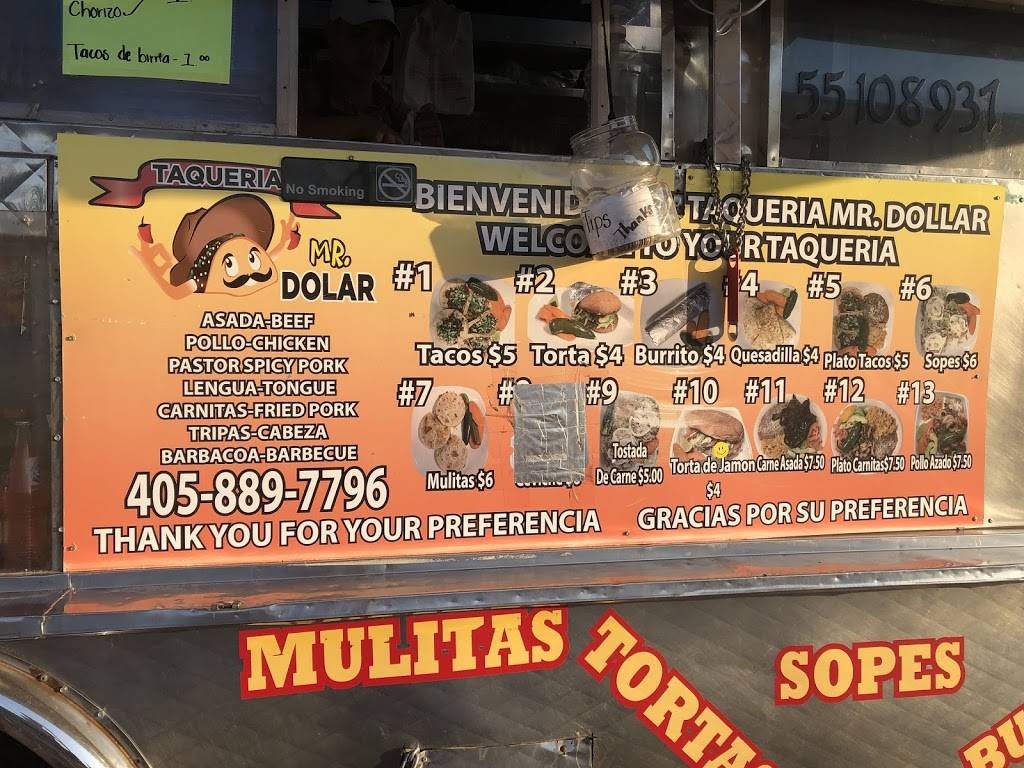 Chorizo
Tacos de birria - 1.00
55108931
TAQUERIA
No Smoking
MR.
DOLAR
TAQUERIA MR. DOLLAR
TO YOUR TAQUERIA
Tips
Thanks
#1 #2 #3 #4 #5 #6
Tacos $5 Torta $4 Burrito $4 Quesadilla $4 Plato Tacos $5 Sopes $6
ASADA-BEEF
POLLO-CHICKEN
PASTOR SPICY PORK
LENGUA-TONGUE
CARNITAS-FRIED PORK
TRIPAS-CABEZA
BARBACOA-BARBECUE
405-889-7796
#7 #9 #10 #11 #12 #13
Mulitas $6 Tostada De Carne $5.00 Torta de Jamon $4 Carne Asada $7.50 Plato Carnitas $7.50 Pollo Azado $7.50
THANK YOU FOR YOUR PREFERENCIA
GRACIAS POR SU PREFERENCIA
MULITAS
SOPES